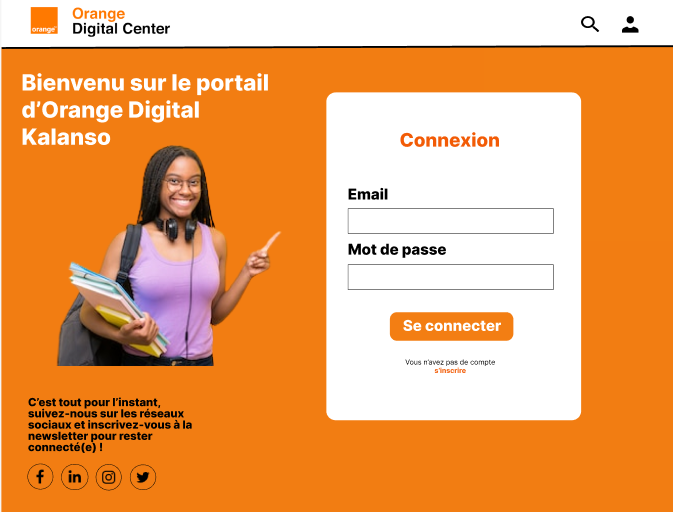 orange
Orange
Digital Center
Bienvenu sur le portail
d’Orange Digital
Kalanso
Connexion
Email
Mot de passe
Se connecter
Vous n'avez pas de compte
s'inscrire
C’est tout pour l’instant,
suivez-nous sur les réseaux
sociaux et inscrivez-vous à la
newsletter pour rester
connecté(e) !